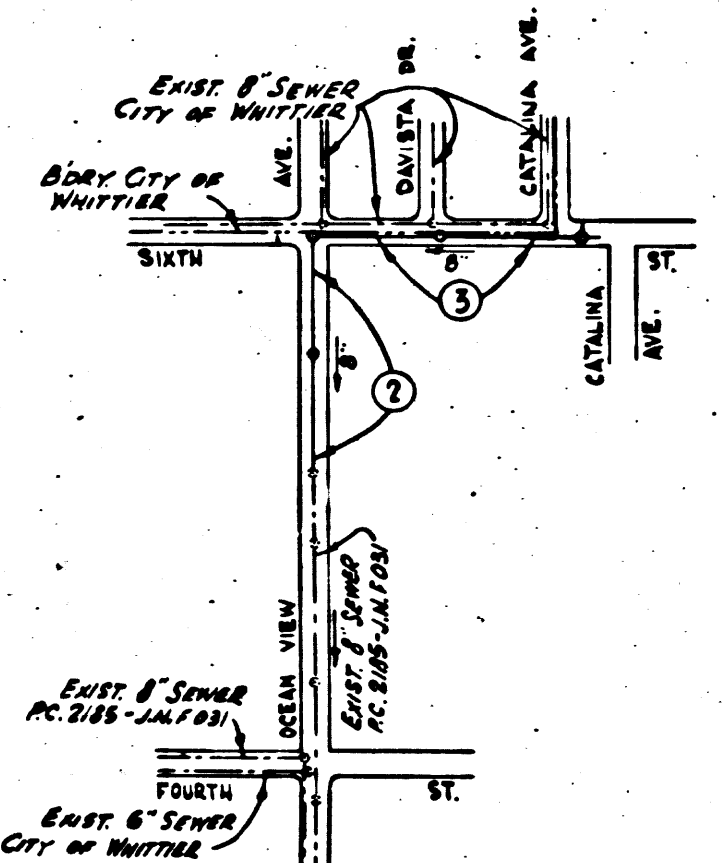 EXIST. 8" SEWER
CITY OF WHITTIER
AVE.
DAVISTA DR.
CATALINA AVE.
B'DRY. CITY OF
WHITTIER
SIXTH
ST.
8"
3
CATALINA
AVE.
8"
2
OCEAN VIEW
EXIST. 8" SEWER
P.C. 2185-J.N.F031
EXIST. 8" SEWER
P.C. 2185-J.N.F031
FOURTH
ST.
EXIST. 6" SEWER
CITY OF WHITTIER